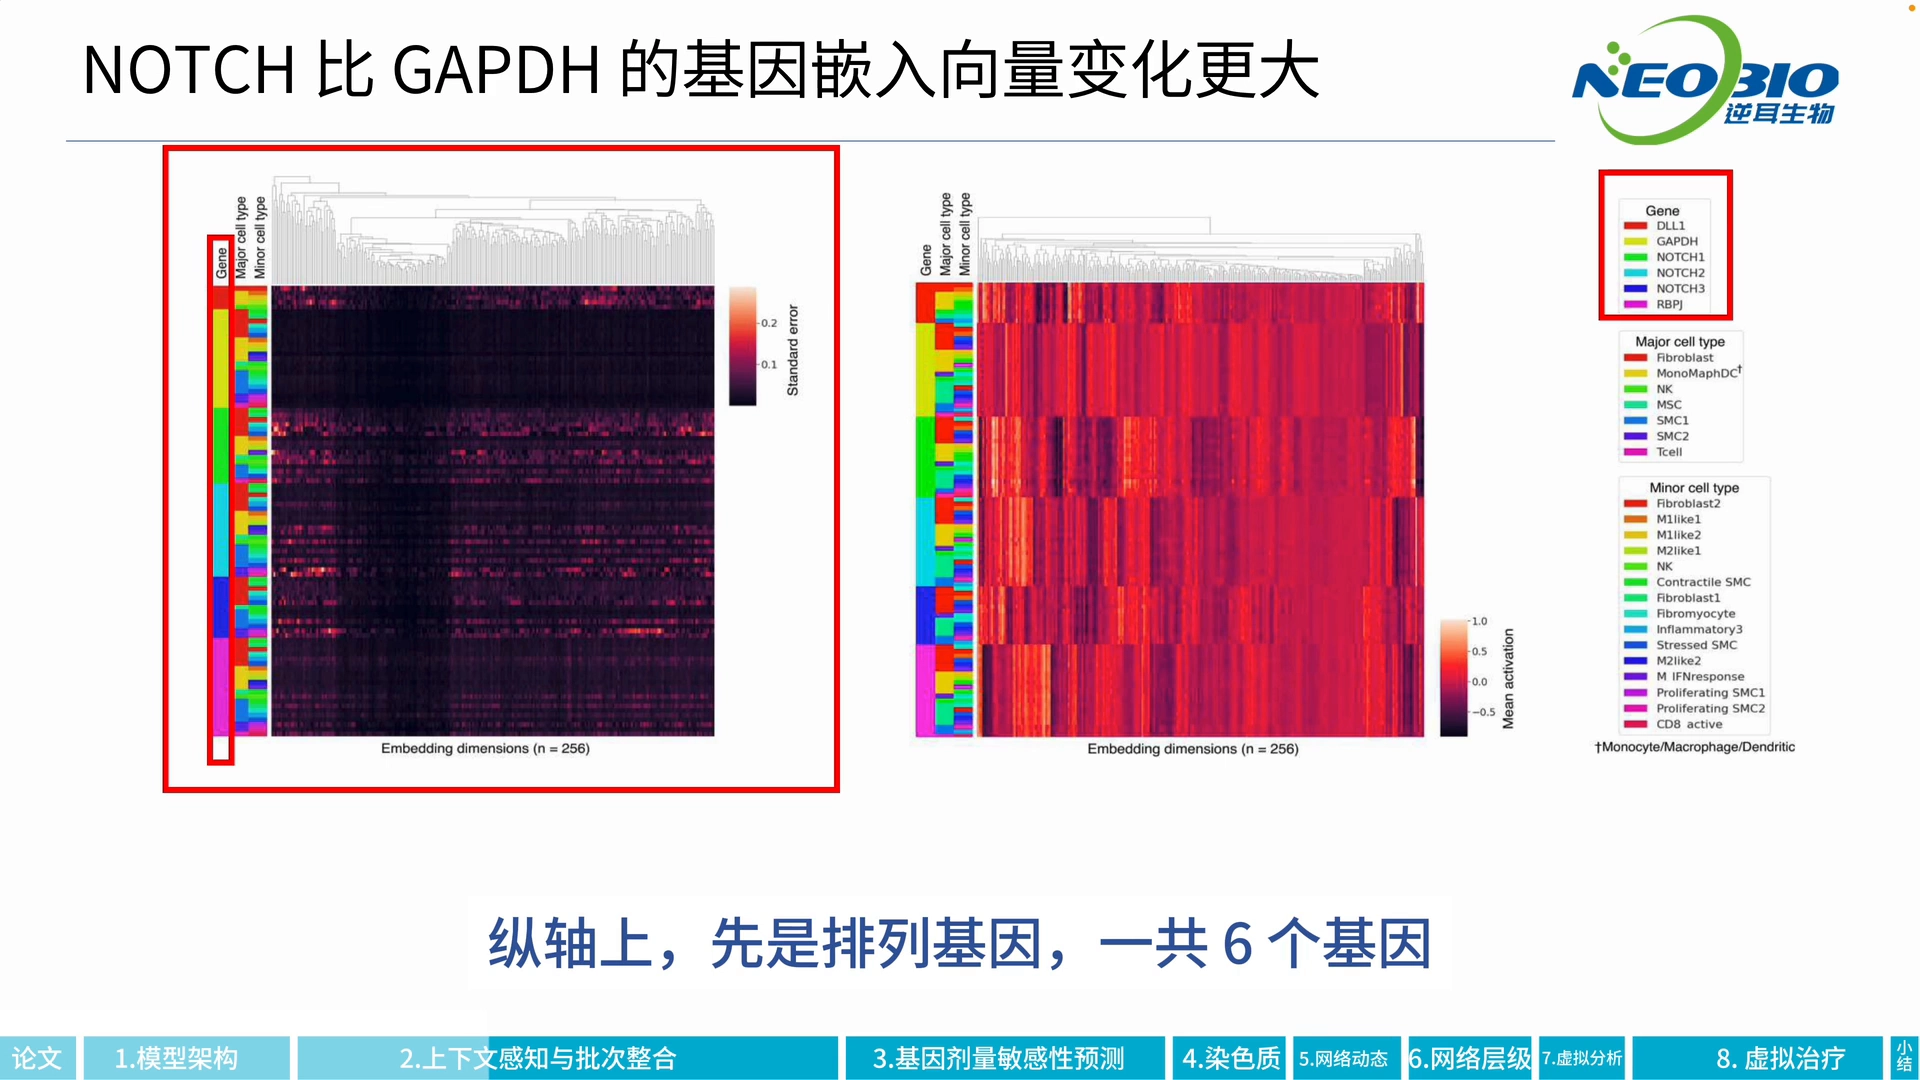 NOTCH 比 GAPDH 的基因嵌入向量变化更大
NEOBIO
逆耳生物
Gene
Major cell type
Minor cell type
0.2
0.1
Standard error
Embedding dimensions (n = 256)
Gene
Major cell type
Minor cell type
1.0
0.5
0.0
−0.5
Mean activation
Embedding dimensions (n = 256)
Gene
DLL1
GAPDH
NOTCH1
NOTCH2
NOTCH3
RBPJ
Major cell type
Fibroblast
MonoMaphDC†
NK
MSC
SMC1
SMC2
Tcell
Minor cell type
Fibroblast2
M1like1
M1like2
M2like1
NK
Contractile SMC
Fibroblast1
Fibromyocyte
Inflammatory3
Stressed SMC
M2like2
M IFNresponse
Proliferating SMC1
Proliferating SMC2
CD8 active
†Monocyte/Macrophage/Dendritic
纵轴上，先是排列基因，一共 6 个基因
论文
1.模型架构
2.上下文感知与批次整合
3.基因剂量敏感性预测
4.染色质
5.网络动态
6.网络层级
7.虚拟分析
8. 虚拟治疗
小结